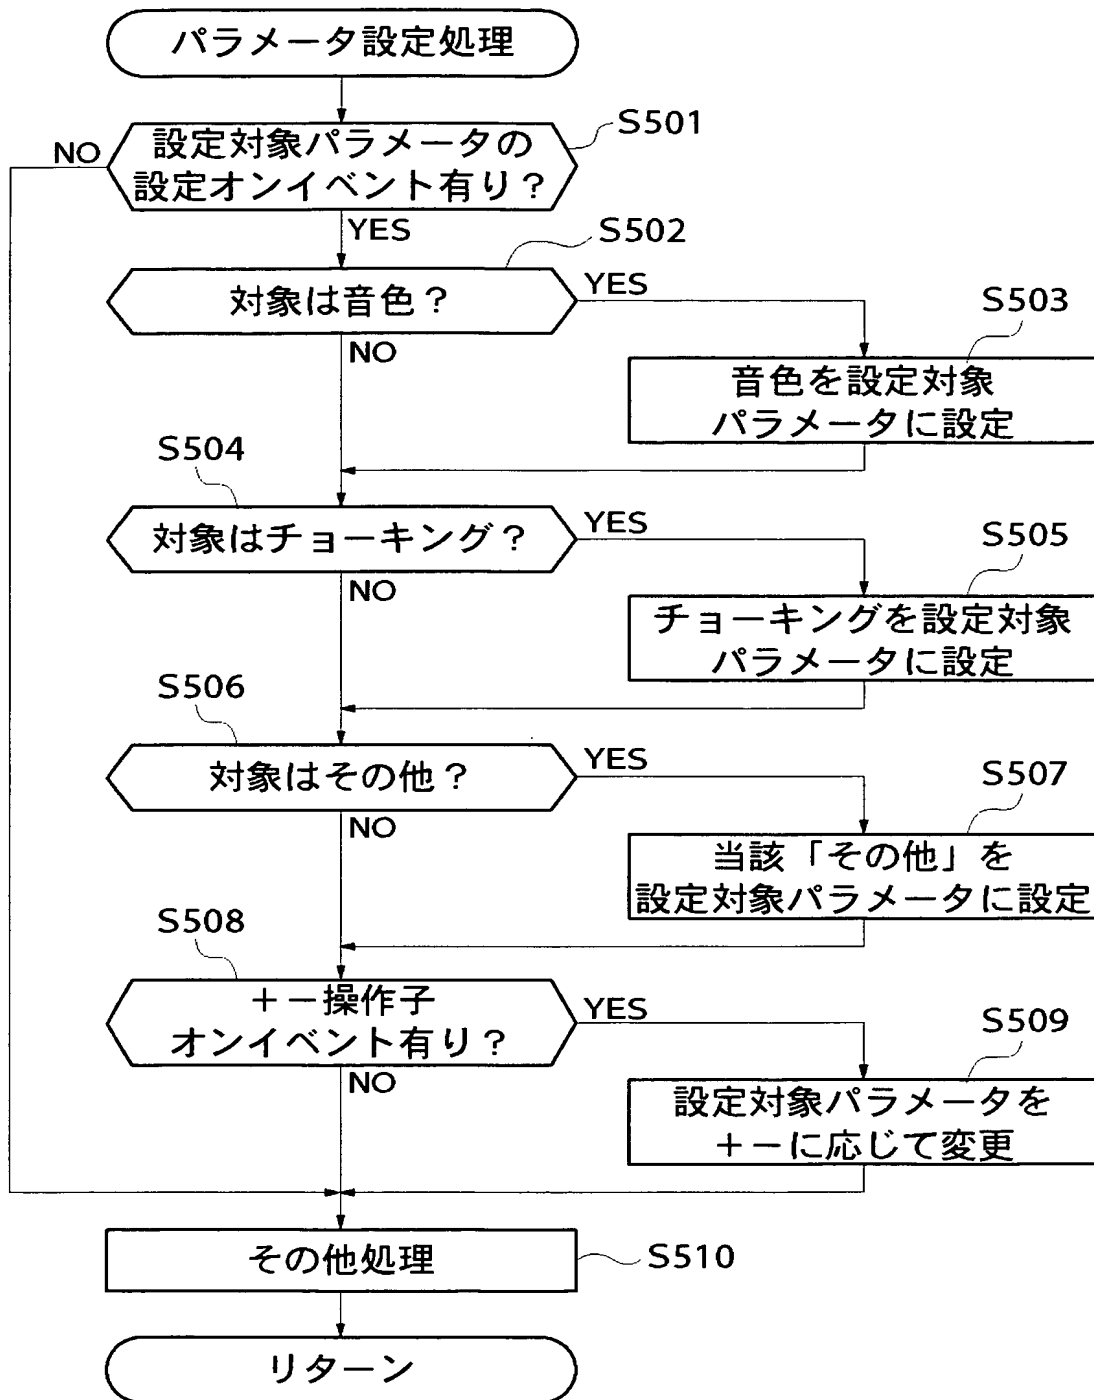 パラメータ設定処理
S501
設定対象パラメータの
設定オンイベント有り？
NO
YES
S502
対象は音色？
YES
NO
S503
音色を設定対象
パラメータに設定
S504
対象はチョーキング？
YES
NO
S505
チョーキングを設定対象
パラメータに設定
S506
対象はその他？
YES
NO
S507
当該「その他」を
設定対象パラメータに設定
S508
＋－操作子
オンイベント有り？
YES
NO
S509
設定対象パラメータを
＋－に応じて変更
その他処理
S510
リターン